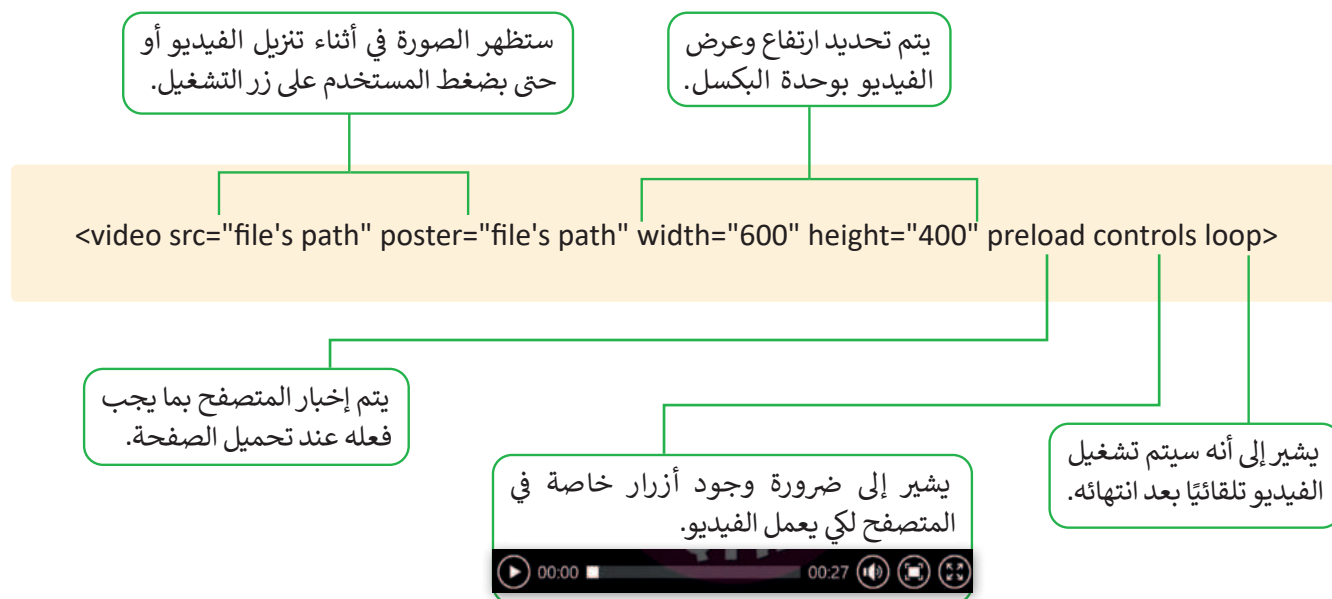 يتم تحديد ارتفاع وعرض
الفيديو بوحدة البكسل.
ستظهر الصورة في أثناء تنزيل الفيديو أو
حتى بضغط المستخدم على زر التشغيل.
<video src="file's path" poster="file's path" width="600" height="400" preload controls loop>
يتم إخبار المتصفح بما يجب
فعله عند تحميل الصفحة.
يشير إلى أنه سيتم تشغيل
الفيديو تلقائيًا بعد انتهائه.
يشير إلى ضرورة وجود أزرار خاصة في
المتصفح لكي يعمل الفيديو.
00:00 00:27